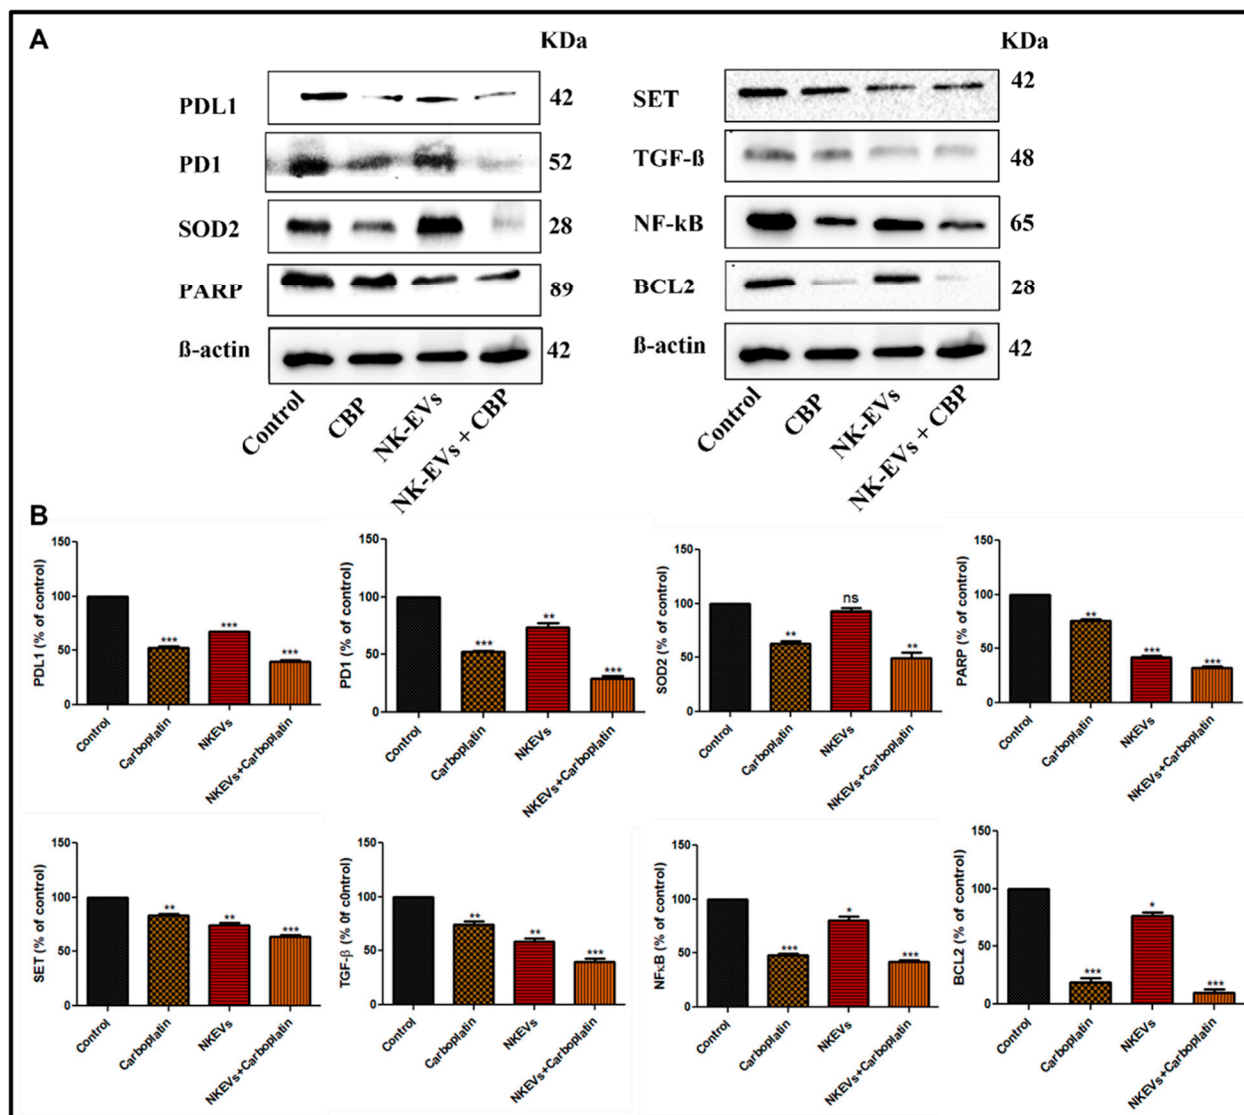 A
KDa
PDL1
42
PD1
52
SOD2
28
PARP
89
ß-actin
42
Control
CBP
NK-EVs
NK-EVs + CBP
KDa
SET
42
TGF-ß
48
NF-kB
65
BCL2
28
ß-actin
42
Control
CBP
NK-EVs
NK-EVs + CBP
B
PDL1 (% of control)
150
100
50
0
***
***
***
Control
Carboplatin
NKEVs
NKEVs+Carboplatin
PD1 (% of control)
150
100
50
0
***
**
***
Control
Carboplatin
NKEVs
NKEVs+Carboplatin
SOD2 (% of control)
150
100
50
0
**
ns
**
Control
Carboplatin
NKEVs
NKEVs+Carboplatin
PARP (% of control)
150
100
50
0
**
***
***
Control
Carboplatin
NKEVs
NKEVs+Carboplatin
SET (% of control)
150
100
50
0
**
**
***
Control
Carboplatin
NKEVs
NKEVs+Carboplatin
TGF-β (% 0f c0ntrol)
150
100
50
0
**
**
***
Control
Carboplatin
NKEVs
NKEVs+Carboplatin
NFκB (% of control)
150
100
50
0
***
*
***
Control
Carboplatin
NKEVs
NKEVs+Carboplatin
BCL2 (% of control)
150
100
50
0
***
*
***
Control
Carboplatin
NKEVs
NKEVs+Carboplatin